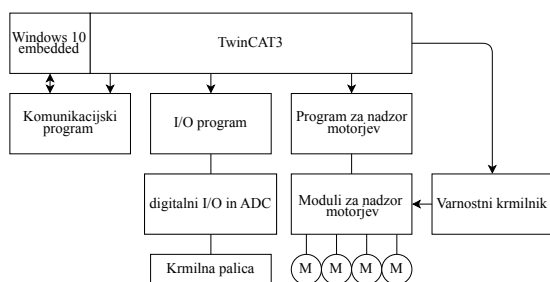 Windows 10
embedded
TwinCAT3
Komunikacijski
program
I/O program
Program za nadzor
motorjev
digitalni I/O in ADC
Moduli za nadzor
motorjev
Varnostni krmilnik
Krmilna palica
M
M
M
M